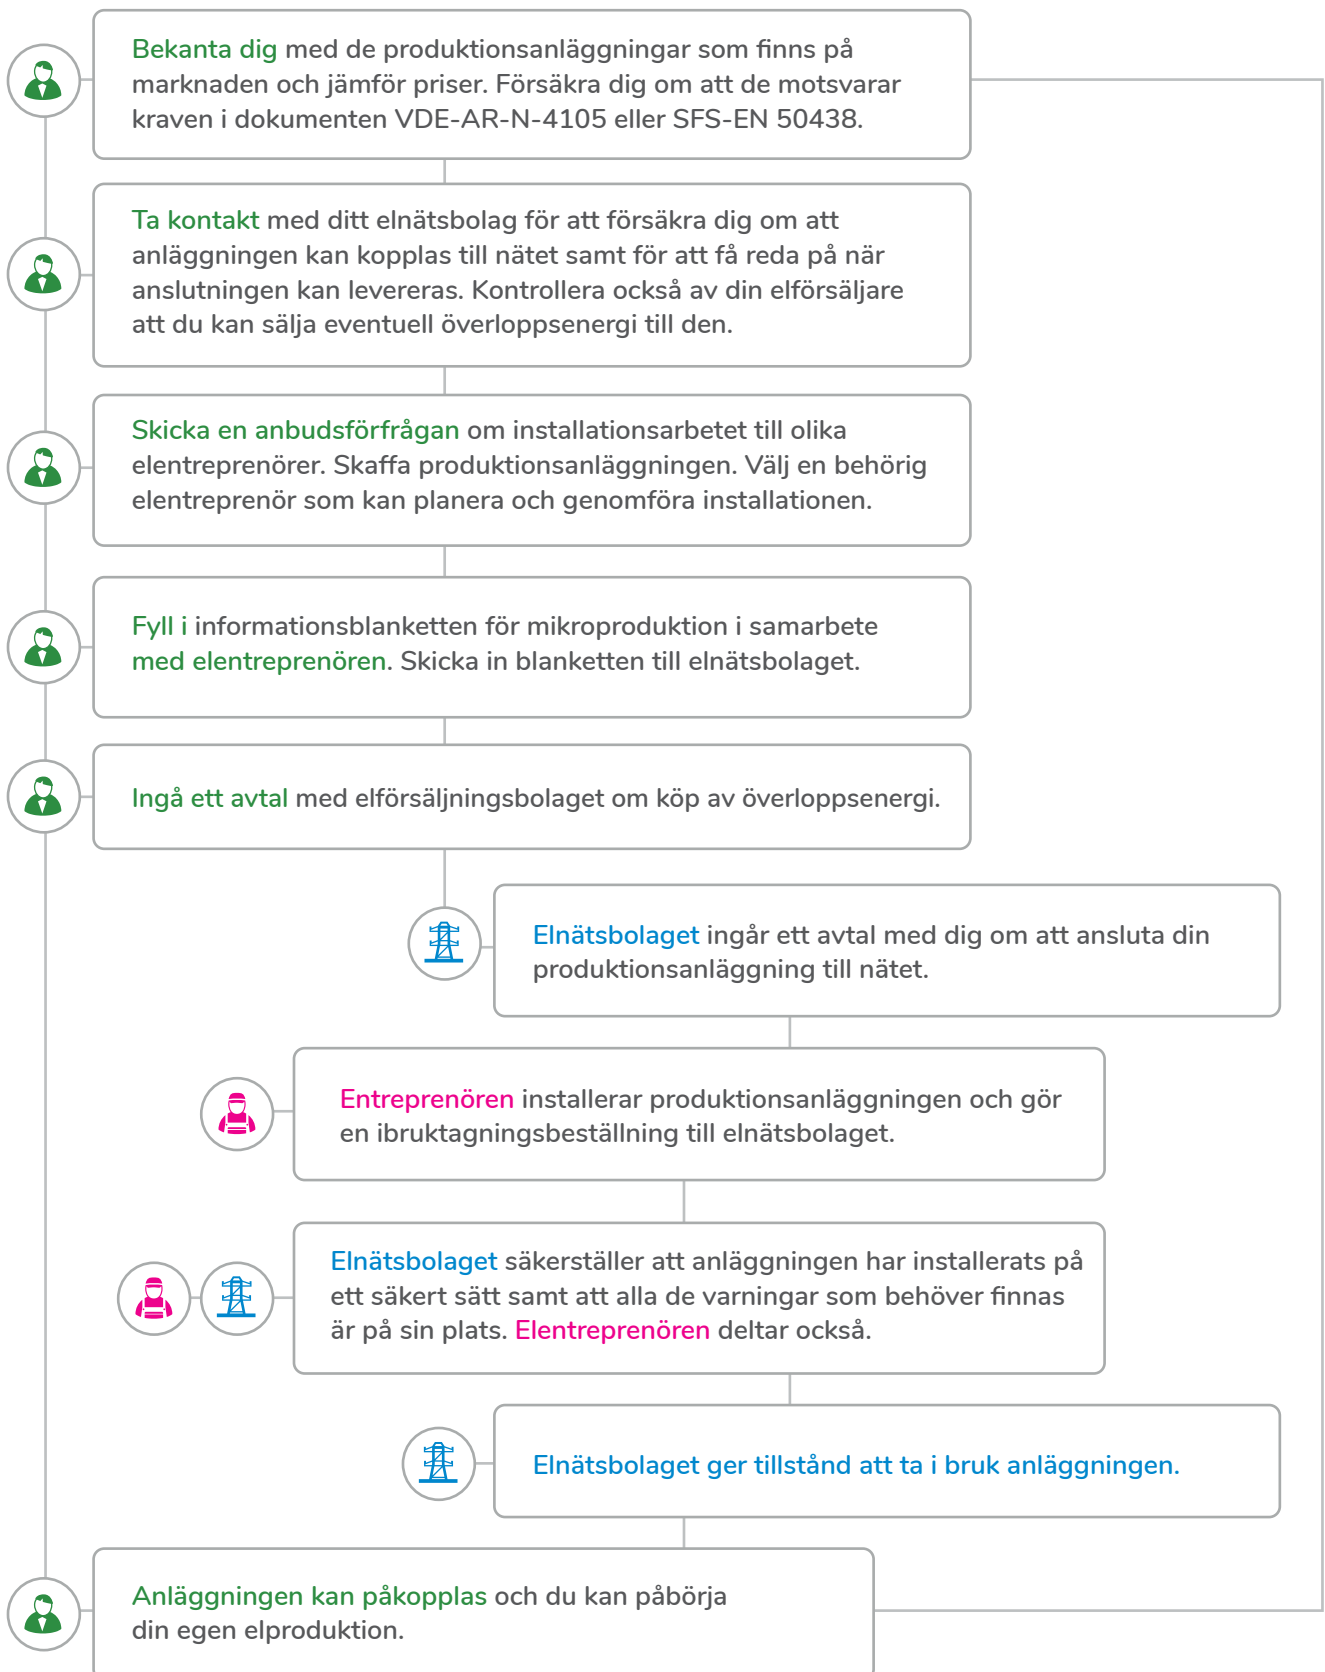 Bekanta dig med de produktionsanläggningar som finns på
marknaden och jämför priser. Försäkra dig om att de motsvarar
kraven i dokumenten VDE-AR-N-4105 eller SFS-EN 50438.
Ta kontakt med ditt elnätsbolag för att försäkra dig om att
anläggningen kan kopplas till nätet samt för att få reda på när
anslutningen kan levereras. Kontrollera också av din elförsäljare
att du kan sälja eventuell överloppsenergi till den.
Skicka en anbudsförfrågan om installationsarbetet till olika
elentreprenörer. Skaffa produktionsanläggningen. Välj en behörig
elentreprenör som kan planera och genomföra installationen.
Fyll i informationsblanketten för mikroproduktion i samarbete
med elentreprenören. Skicka in blanketten till elnätsbolaget.
Ingå ett avtal med elförsäljningsbolaget om köp av överloppsenergi.
Elnätsbolaget ingår ett avtal med dig om att ansluta din
produktionsanläggning till nätet.
Entreprenören installerar produktionsanläggningen och gör
en ibruktagningsbeställning till elnätsbolaget.
Elnätsbolaget säkerställer att anläggningen har installerats på
ett säkert sätt samt att alla de varningar som behöver finnas
är på sin plats. Elentreprenören deltar också.
Elnätsbolaget ger tillstånd att ta i bruk anläggningen.
Anläggningen kan påkopplas och du kan påbörja
din egen elproduktion.